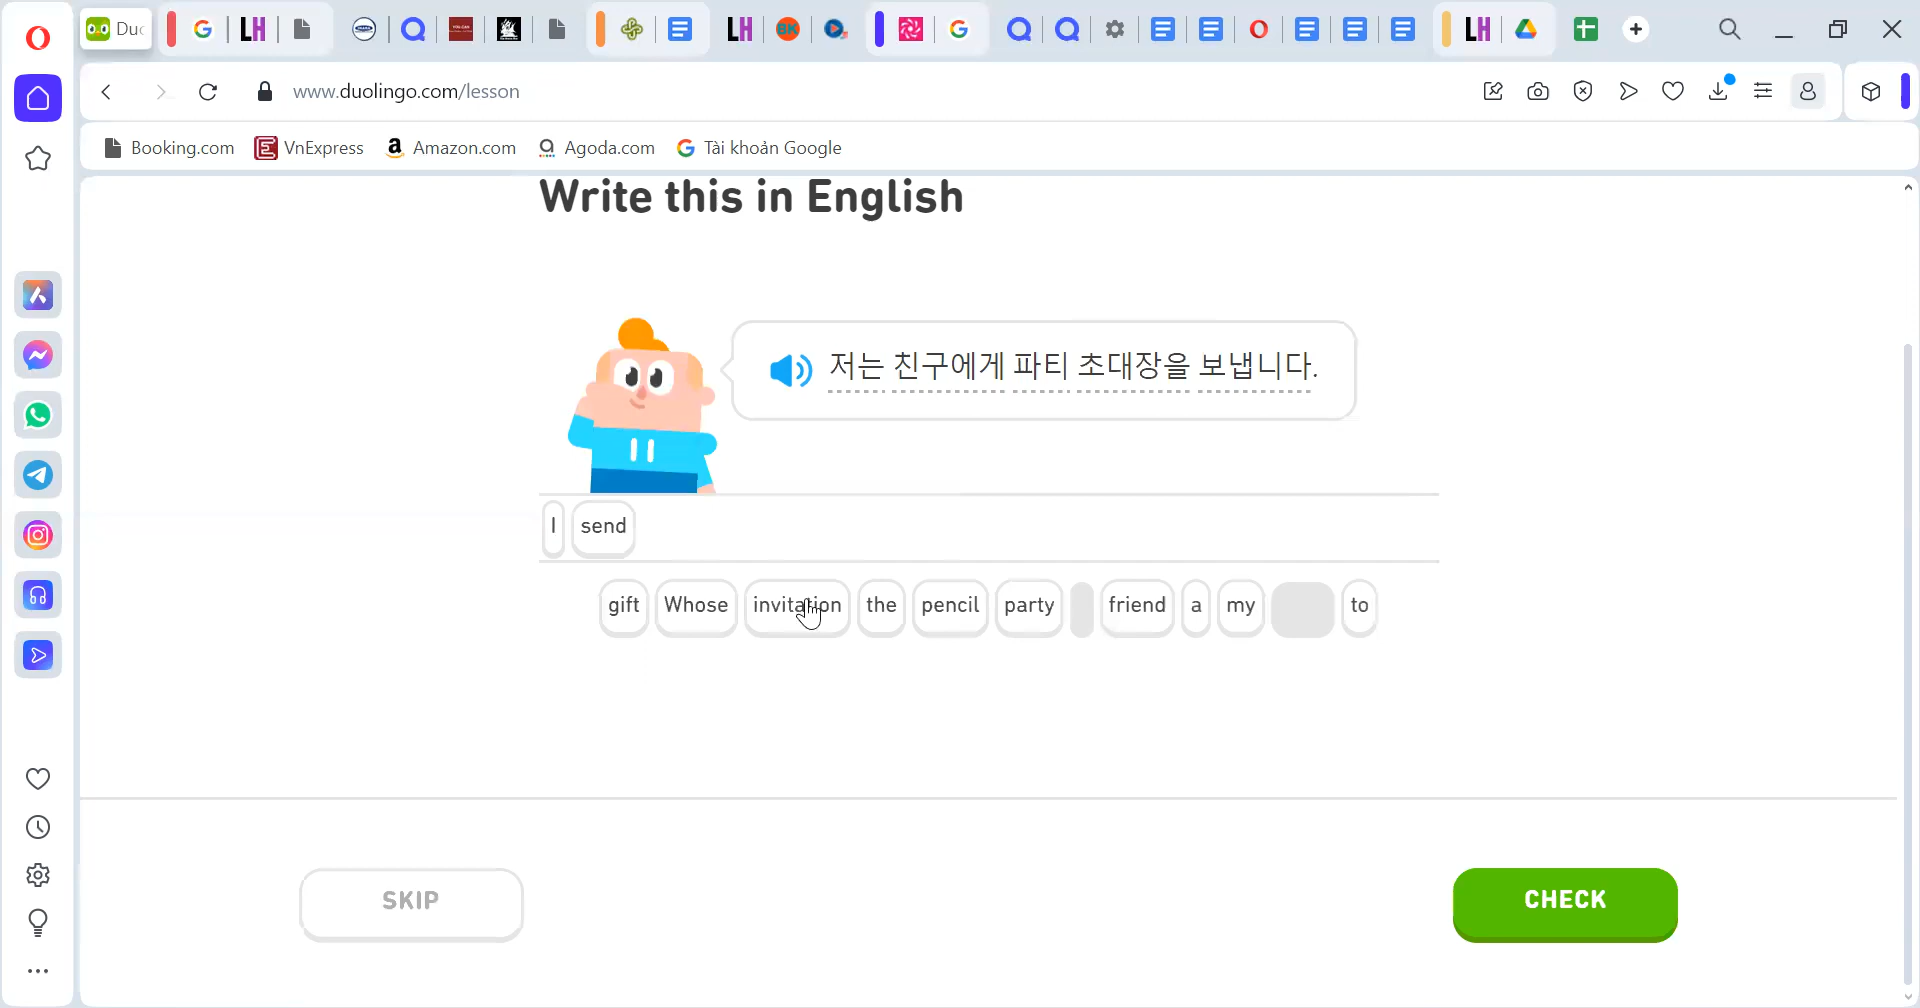 Duo
LH
LH
BK
LH
www.duolingo.com/lesson
Booking.com VnExpress Amazon.com Agoda.com Tài khoản Google
Write this in English
저는 친구에게 파티 초대장을 보냅니다.
I send
gift Whose invitation the pencil party friend a my to
SKIP
CHECK